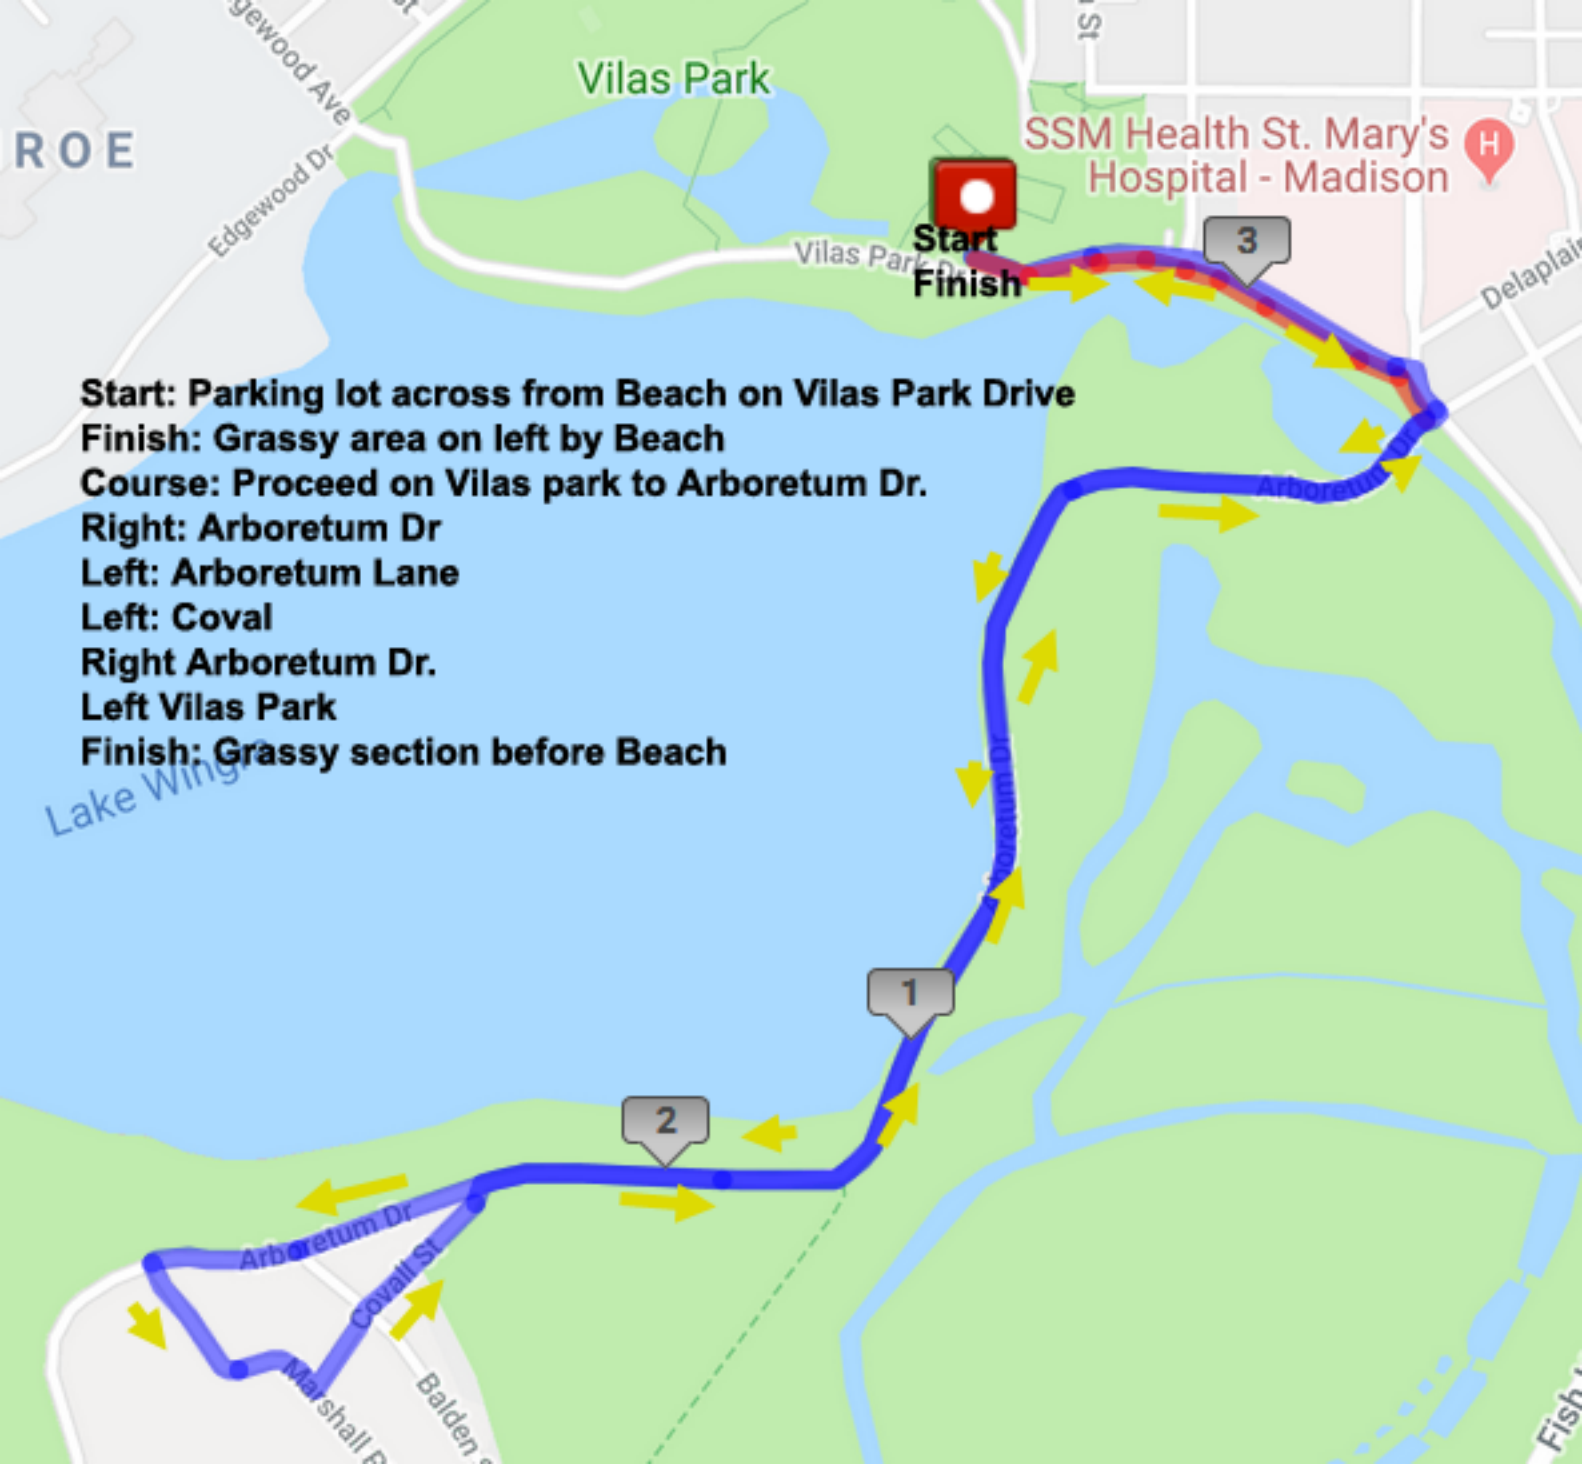 St
gewood Ave
Vilas Park
ROE
Edgewood Dr
SSM Health St. Mary's
Hospital - Madison
H
3
Start
Vilas Park Dr
Finish
Delaplain
Start: Parking lot across from Beach on Vilas Park Drive
Finish: Grassy area on left by Beach
Course: Proceed on Vilas park to Arboretum Dr.
Right: Arboretum Dr
Left: Arboretum Lane
Left: Coval
Right Arboretum Dr.
Left Vilas Park
Finish: Grassy section before Beach
Lake Wingra
Arboretum Dr
Arboretum Dr
1
2
Arboretum Dr
Covall St
Marshall P
Balden S
Fish